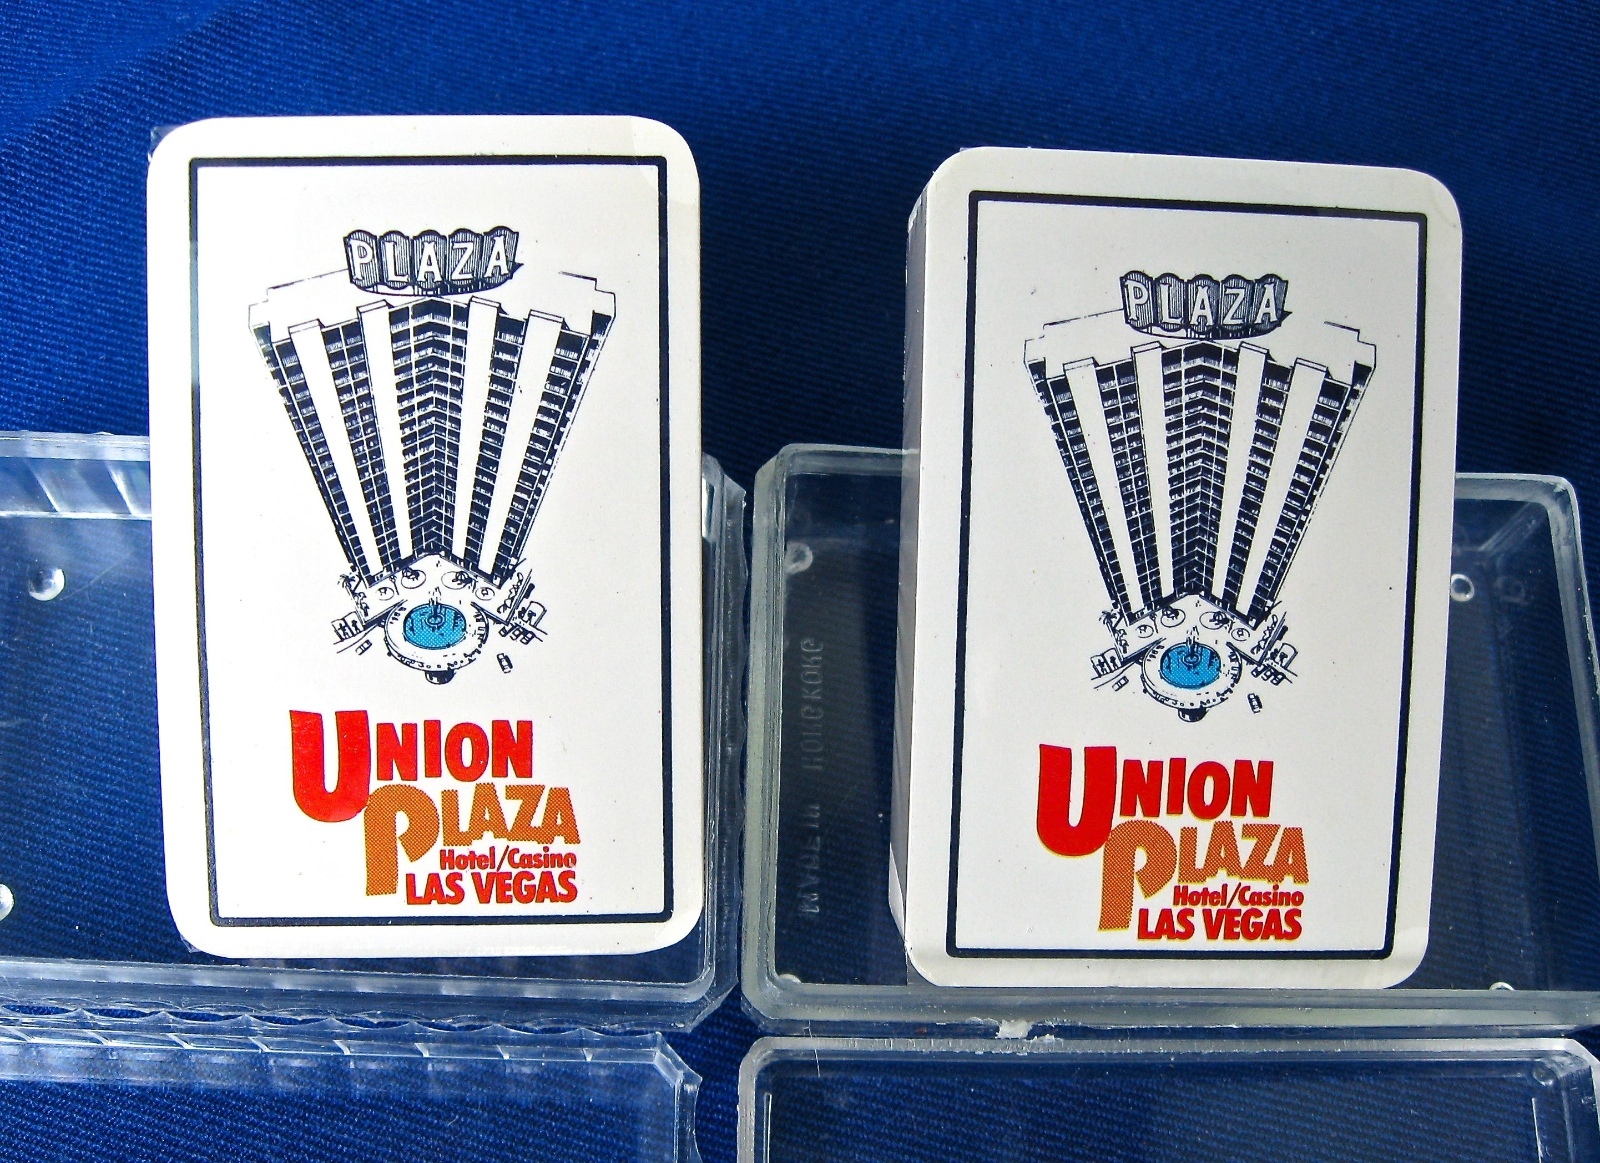 PLAZA
UNION
PLAZA
Hotel/Casino
LAS VEGAS
PLAZA
UNION
PLAZA
Hotel/Casino
LAS VEGAS